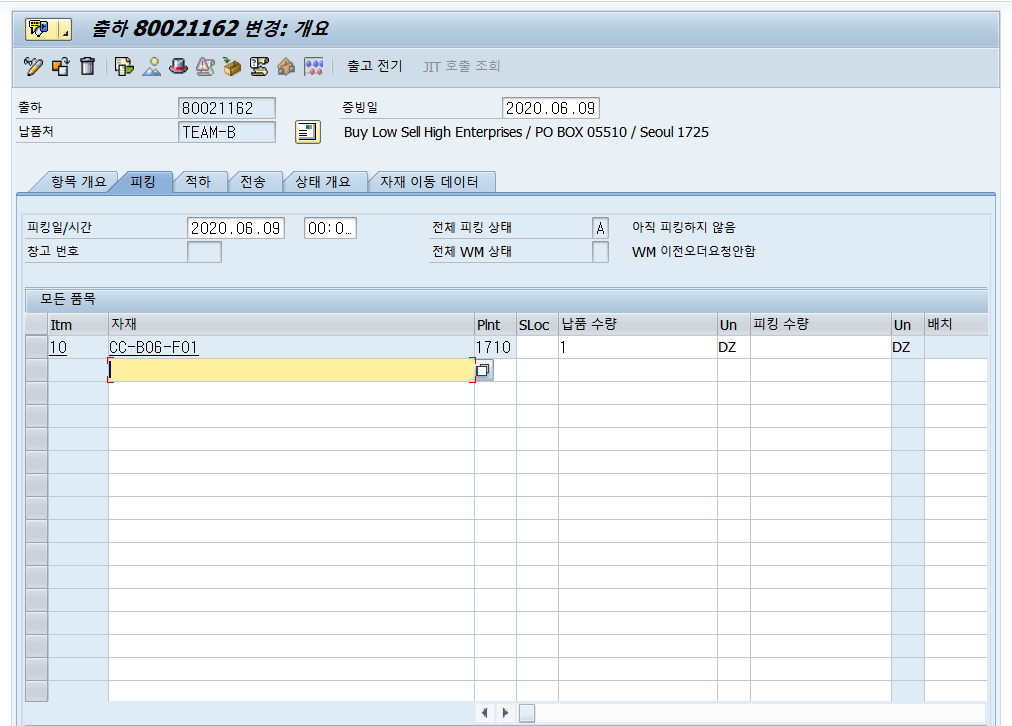 출하 80021162 변경: 개요
출고 전기 JIT 호출 조회
출하 80021162 증빙일 2020.06.09
납품처 TEAM-B Buy Low Sell High Enterprises / PO BOX 05510 / Seoul 1725
항목 개요 피킹 적하 전송 상태 개요 자재 이동 데이터
피킹일/시간 2020.06.09 00:0… 전체 피킹 상태 A 아직 피킹하지 않음
창고 번호 전체 WM 상태 WM 이전오더요청안함
모든 품목
Itm 자재 Plnt SLoc 납품 수량 Un 피킹 수량 Un 배치
10 CC-B06-F01 1710 1 DZ DZ